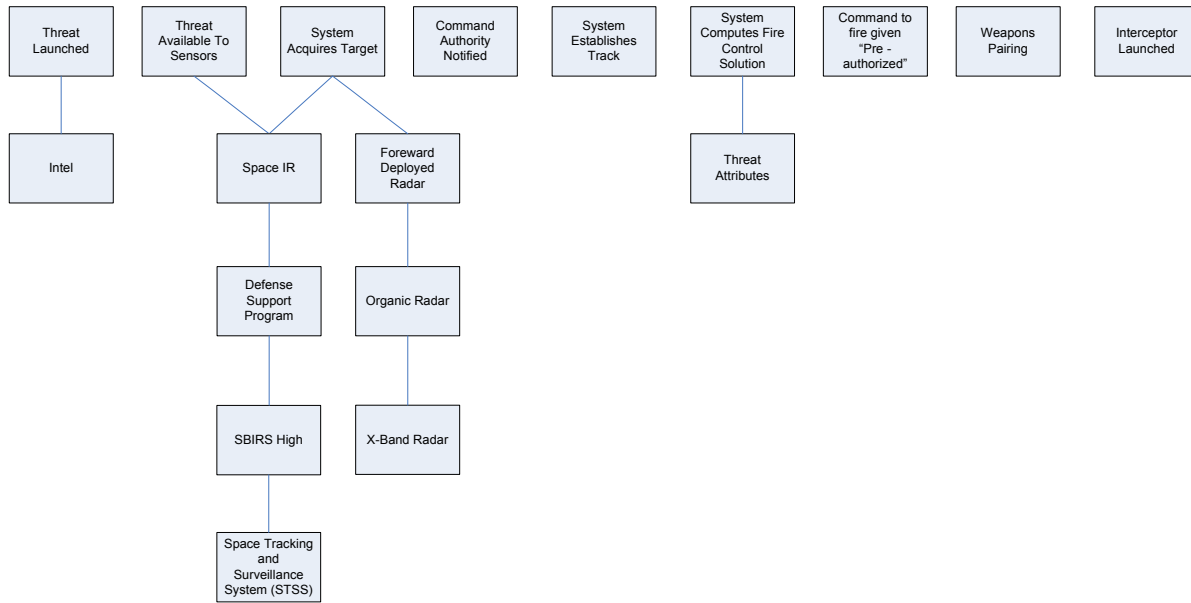 Threat
Launched
Threat
Available To
Sensors
System
Acquires Target
Command
Authority
Notified
System
Establishes
Track
System
Computes Fire
Control
Solution
Command to
fire given
“Pre -
authorized”
Weapons
Pairing
Interceptor
Launched
Intel
Space IR
Foreward
Deployed
Radar
Threat
Attributes
Defense
Support
Program
Organic Radar
SBIRS High
X-Band Radar
Space Tracking
and
Surveillance
System (STSS)